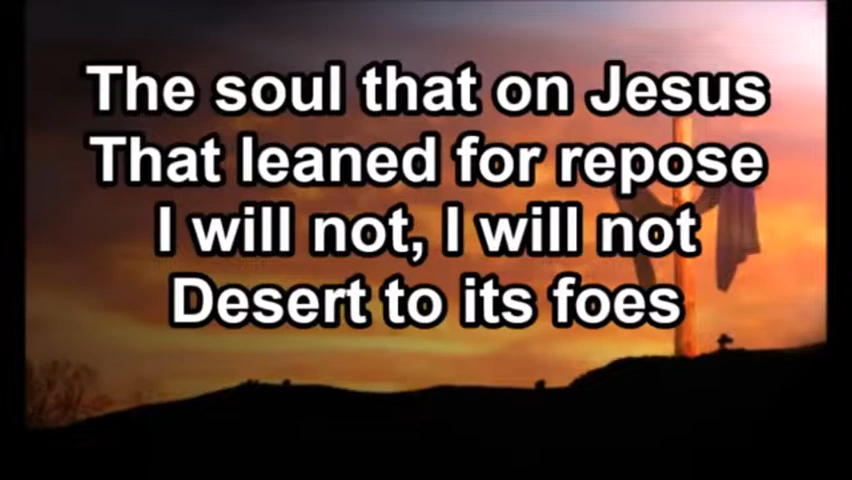 The soul that on Jesus
That leaned for repose
I will not, I will not
Desert to its foes